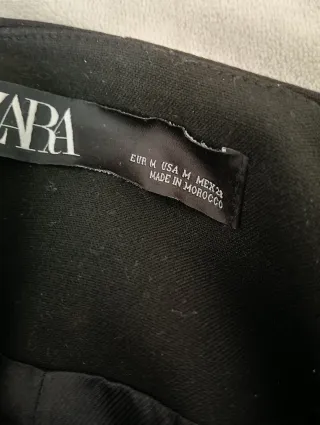 ZARA
EUR M USA M MEX 28
MADE IN MOROCCO